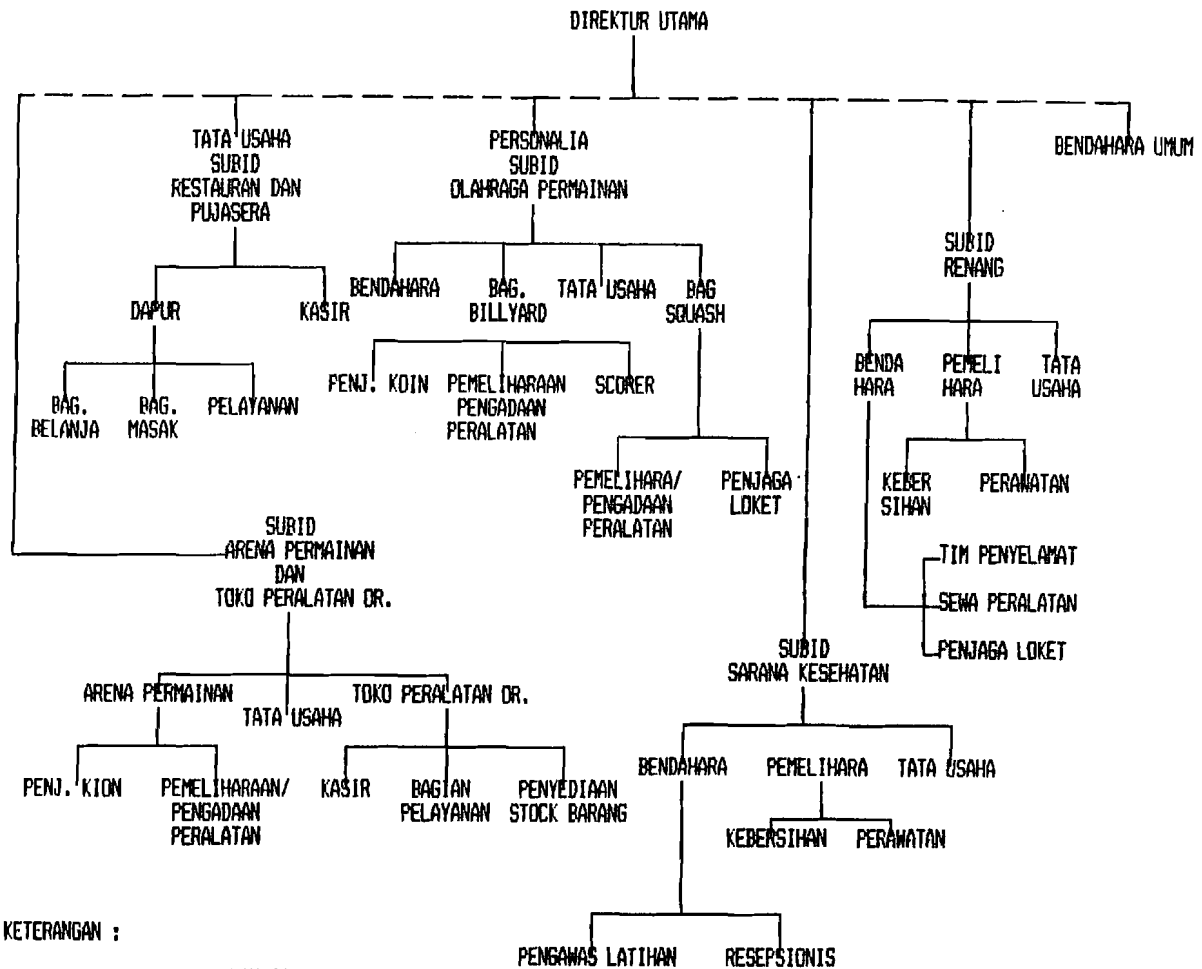 DIREKTUR UTAMA
TATA USAHA
SUBID
RESTAURAN DAN
PUJASERA
PERSONALIA
SUBID
OLAHRAGA PERMAINAN
BENDAHARA UMUM
SUBID
RENANG
DAPUR
KASIR
BENDAHARA
BAG.
BILLYARD
TATA USAHA
BAG
SQUASH
BAG.
BELANJA
BAG.
MASAK
PELAYANAN
PENJ. KOIN
PEMELIHARAAN
PENGADAAN
PERALATAN
SCORER
BENDA
HARA
PEMELI
HARA
TATA
USAHA
PEMELIHARA/
PENGADAAN
PERALATAN
PENJAGA
LOKET
KEBER
SIHAN
PERAWATAN
SUBID
ARENA PERMAINAN
DAN
TOKO PERALATAN OR.
TIM PENYELAMAT
SEWA PERALATAN
PENJAGA LOKET
SUBID
SARANA KESEHATAN
ARENA PERMAINAN
TATA USAHA
TOKO PERALATAN OR.
PENJ. KION
PEMELIHARAAN/
PENGADAAN
PERALATAN
KASIR
BAGIAN
PELAYANAN
PENYEDIAAN
STOCK BARANG
BENDAHARA
PEMELIHARA
TATA USAHA
KEBERSIHAN
PERAWATAN
KETERANGAN :
PENGAWAS LATIHAN
RESEPSIONIS